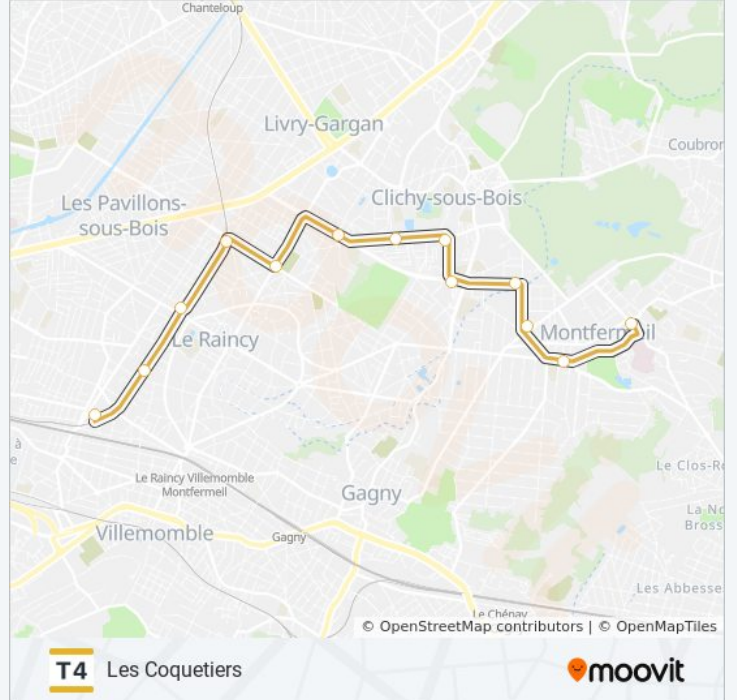 Chanteloup
Livry-Gargan
Coubron
Clichy-sous-Bois
Les Pavillons-
sous-Bois
Le Raincy
Montfermeil
à
e
Le Raincy Villemomble
Montfermeil
Le Clos-R
Gagny
La No
Bross
Villemomble
Gagny
Les Abbesse
Le Chénay
© OpenStreetMap contributors | © OpenMapTiles
T4 Les Coquetiers
moovit